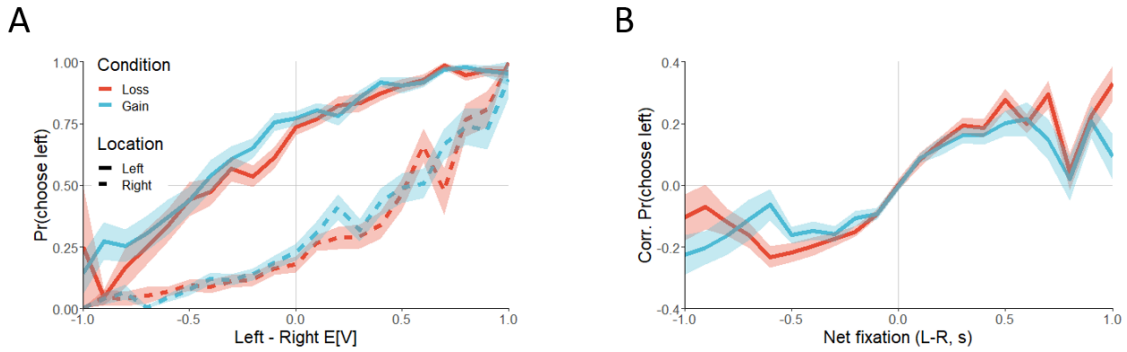 A
Condition
Loss
Gain
Location
Left
Right
Pr(choose left)
1.00
0.75
0.50
0.25
0.00
-1.0
-0.5
0.0
0.5
1.0
Left - Right E[V]
B
Corr. Pr(choose left)
0.4
0.2
0.0
-0.2
-0.4
-1.0
-0.5
0.0
0.5
1.0
Net fixation (L-R, s)